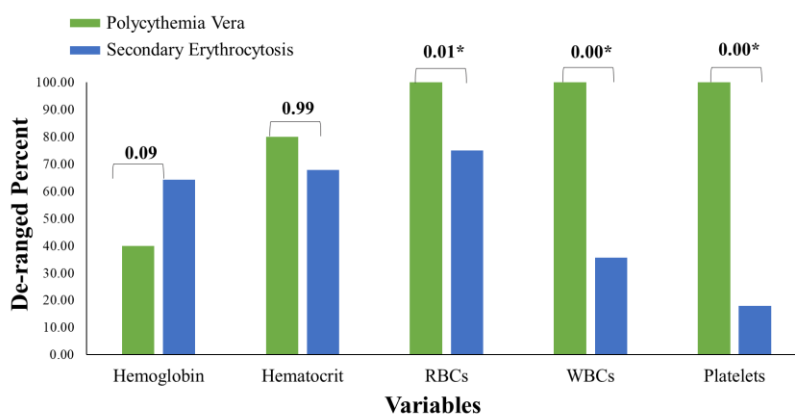 Polycythemia Vera
Secondary Erythrocytosis
0.01*
0.00*
0.00*
0.99
0.09
De-ranged Percent
100.00
90.00
80.00
70.00
60.00
50.00
40.00
30.00
20.00
10.00
0.00
Hemoglobin
Hematocrit
RBCs
WBCs
Platelets
Variables